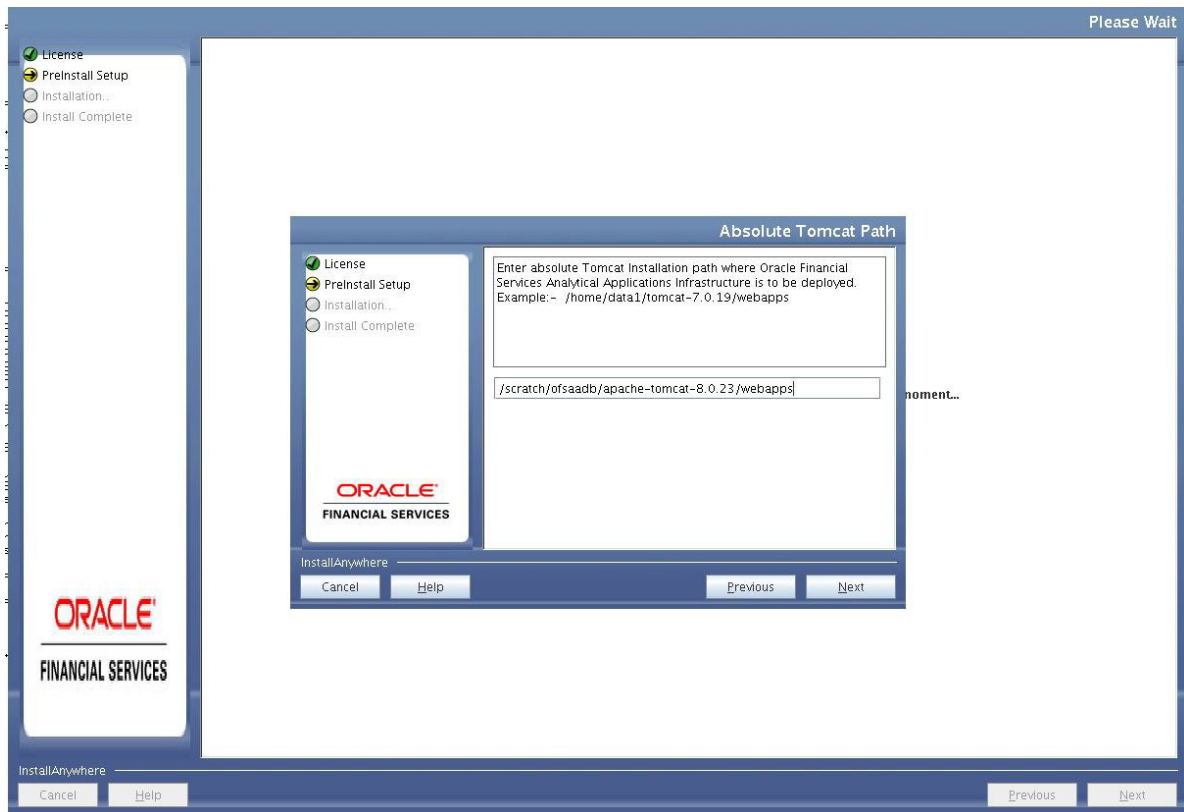 Please Wait
License
PreInstall Setup
Installation..
Install Complete
Absolute Tomcat Path
License
PreInstall Setup
Installation..
Install Complete
Enter absolute Tomcat Installation path where Oracle Financial
Services Analytical Applications Infrastructure is to be deployed.
Example:- /home/data1/tomcat-7.0.19/webapps
/scratch/ofsaadb/apache-tomcat-8.0.23/webapps
moment...
ORACLE'
FINANCIAL SERVICES
InstallAnywhere
Cancel Help Previous Next
ORACLE'
FINANCIAL SERVICES
InstallAnywhere
Cancel Help Previous Next